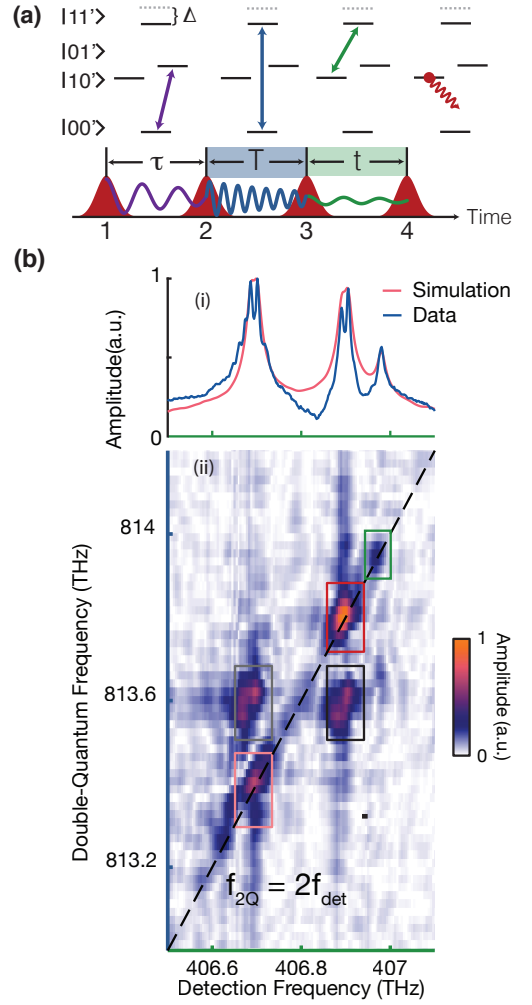 (a)
|11'>
} Δ
|01'>
|10'>
|00'>
τ
T
t
1
2
3
4
Time
(b)
(i)
1
0
Amplitude(a.u.)
Simulation
Data
(ii)
814
813.6
813.2
Double-Quantum Frequency (THz)
f2Q = 2fdet
1
0
Amplitude (a.u.)
406.6
406.8
407
Detection Frequency (THz)